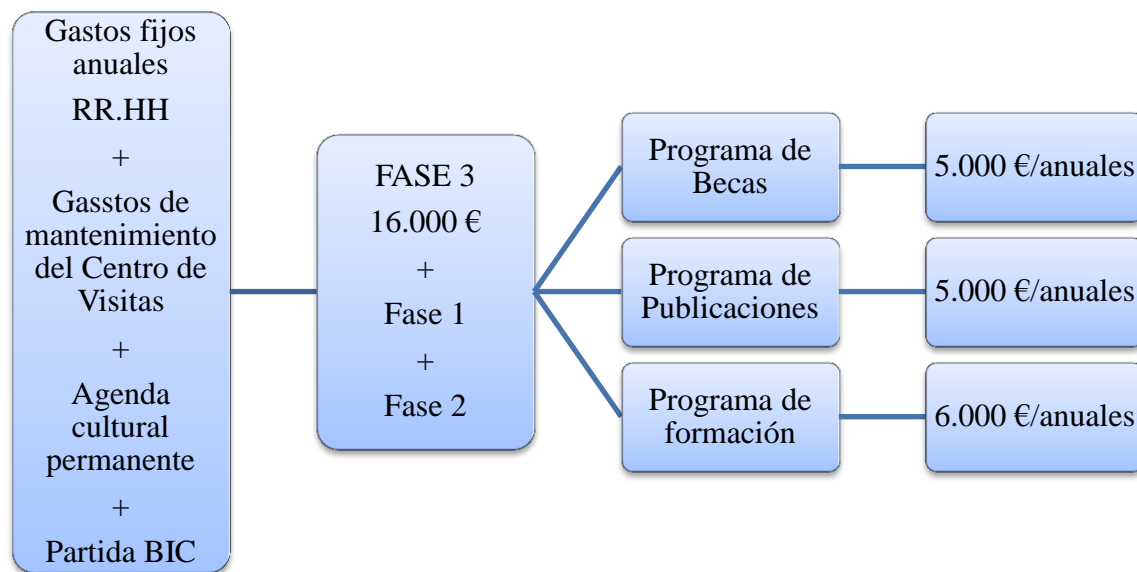 Gastos fijos
anuales
RR.HH
+
Gasstos de
mantenimiento
del Centro de
Visitas
+
Agenda
cultural
permanente
+
Partida BIC
FASE 3
16.000 €
+
Fase 1
+
Fase 2
Programa de
Becas
5.000 €/anuales
Programa de
Publicaciones
5.000 €/anuales
Programa de
formación
6.000 €/anuales